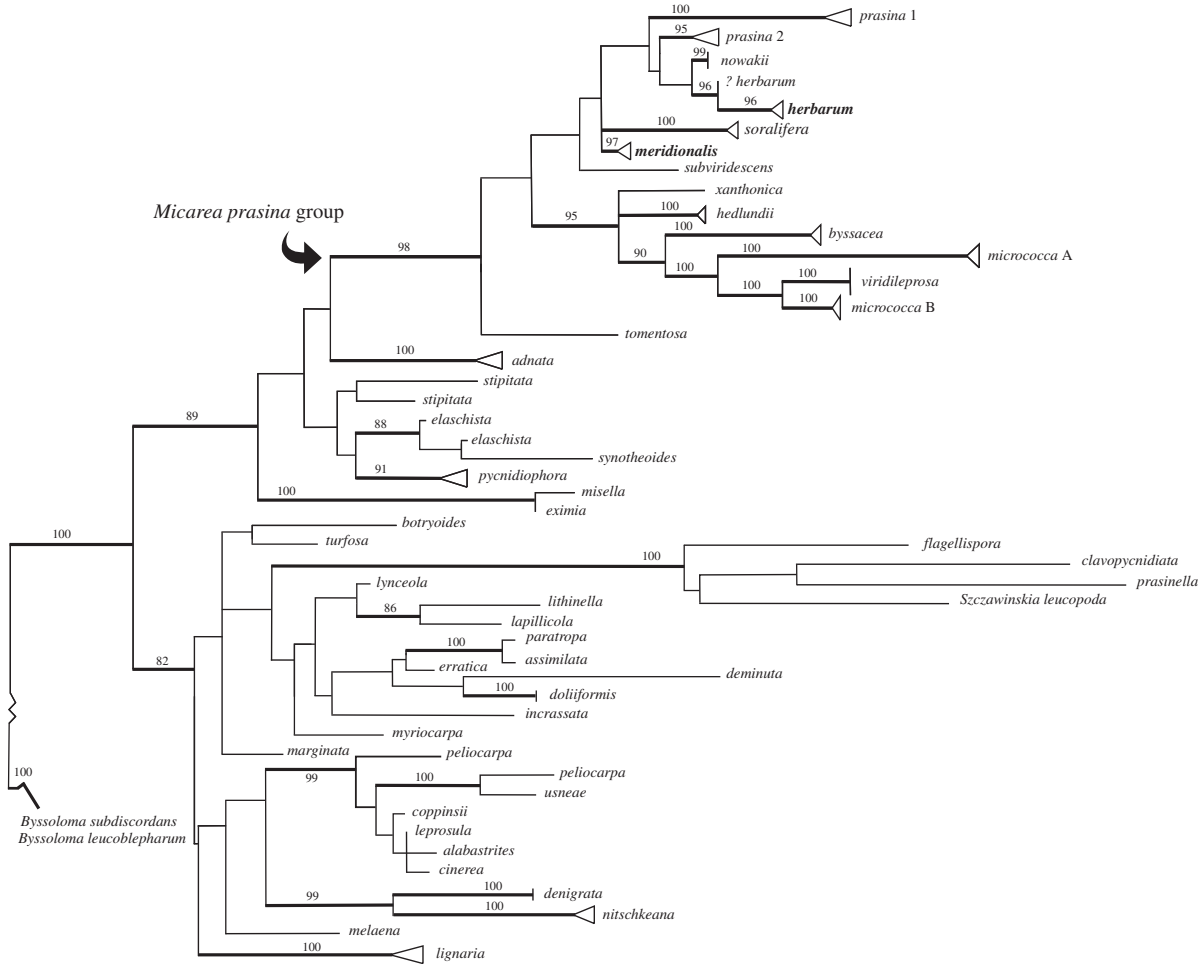 100 prasina 1
95 prasina 2
99 nowakii
? herbarum
96
96 herbarum
100 soralifera
97 meridionalis
subviridescens
xanthonica
Micarea prasina group
95
100 hedlundii
100 byssacea
98
90
100 micrococca A
100
100 viridileprosa
100
100 micrococca B
tomentosa
100 adnata
stipitata
stipitata
89
88 elaschista
elaschista
synotheoides
91 pycnidiophora
100 misella
eximia
botryoides
100
turfosa
100 flagellispora
clavopycnidiata
lynceola
prasinella
86 lithinella
Szczawinskia leucopoda
lapillicola
100 paratropa
82
erratica assimilata
deminuta
100 doliiformis
incrassata
myriocarpa
marginata
peliocarpa
100
99
100 peliocarpa
usneae
coppinsii
Byssoloma subdiscordans
leprosula
Byssoloma leucoblepharum
alabastrites
cinerea
99
100 denigrata
100 nitschkeana
melaena
100 lignaria